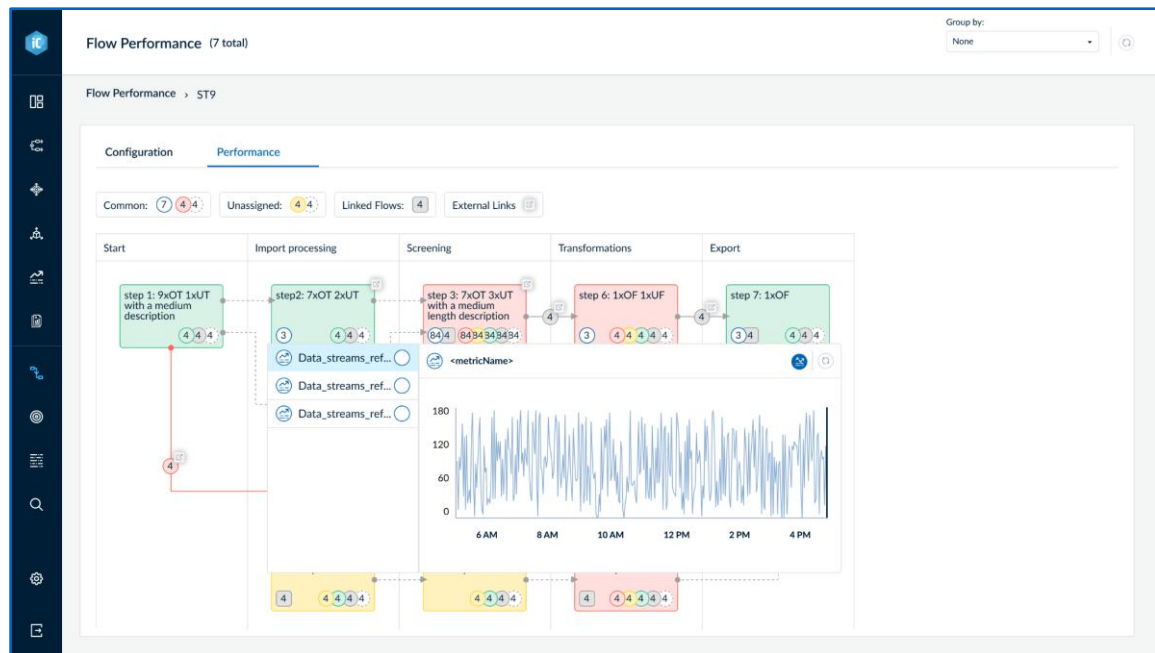 Group by:
iC
Flow Performance (7 total)
None
Flow Performance › ST9
Configuration
Performance
Common: 7 4 4
Unassigned: 4 4
Linked Flows: 4
External Links
Start
Import processing
Screening
Transformations
Export
step 1: 9xOT 1xUT
with a medium
description
4 4 4
step2: 7xOT 2xUT
3 4 4 4
step 3: 7xOT 3xUT
with a medium
length description
84 4 84 84 84 84 84
4
step 6: 1xOF 1xUF
3 4 4 4 4 4
4
step 7: 1xOF
3 4 4 4 4
Data_streams_ref...
Data_streams_ref...
Data_streams_ref...
<metricName>
180
120
60
0
6 AM
8 AM
10 AM
12 PM
2 PM
4 PM
4
4 4 4 4 4
4 4 4 4
4 4 4 4 4 4